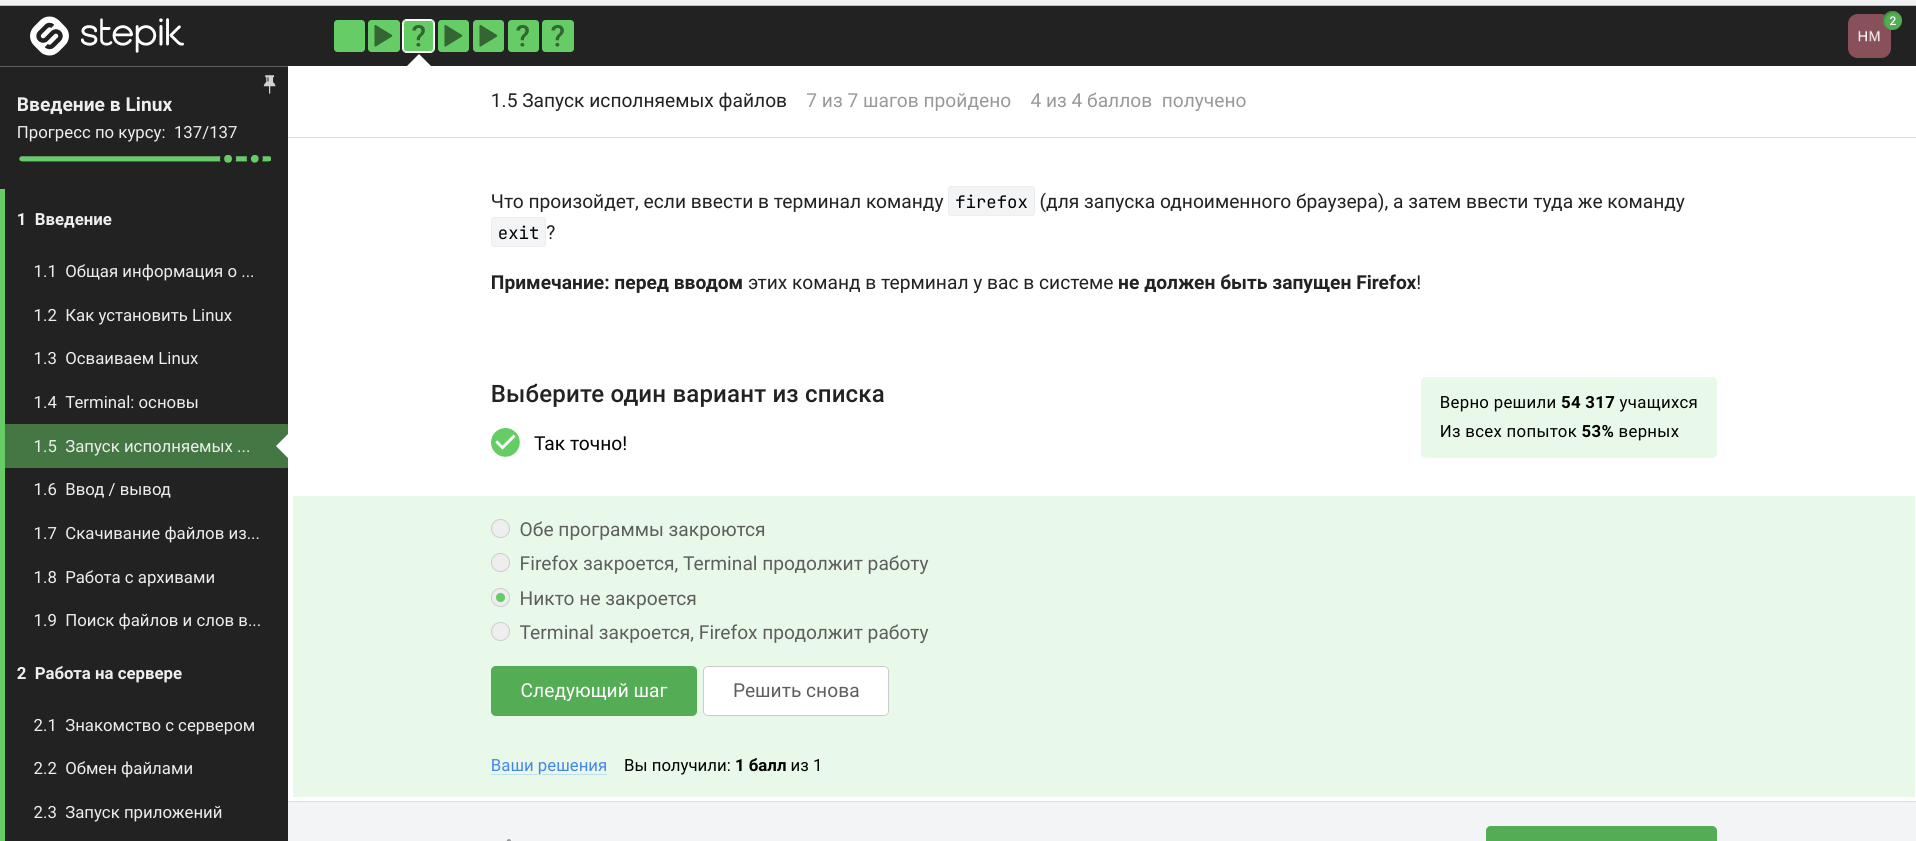 stepik
?
?
?
HM
2
Введение в Linux
Прогресс по курсу: 137/137
1 Введение
1.1 Общая информация о ...
1.2 Как установить Linux
1.3 Осваиваем Linux
1.4 Terminal: основы
1.5 Запуск исполняемых ...
1.6 Ввод / вывод
1.7 Скачивание файлов из...
1.8 Работа с архивами
1.9 Поиск файлов и слов в...
2 Работа на сервере
2.1 Знакомство с сервером
2.2 Обмен файлами
2.3 Запуск приложений
1.5 Запуск исполняемых файлов 7 из 7 шагов пройдено 4 из 4 баллов получено
Что произойдет, если ввести в терминал команду firefox (для запуска одноименного браузера), а затем ввести туда же команду
exit ?
Примечание: перед вводом этих команд в терминал у вас в системе не должен быть запущен Firefox!
Выберите один вариант из списка
Так точно!
Верно решили 54 317 учащихся
Из всех попыток 53% верных
Обе программы закроются
Firefox закроется, Terminal продолжит работу
Никто не закроется
Terminal закроется, Firefox продолжит работу
Следующий шаг
Решить снова
Ваши решения Вы получили: 1 балл из 1